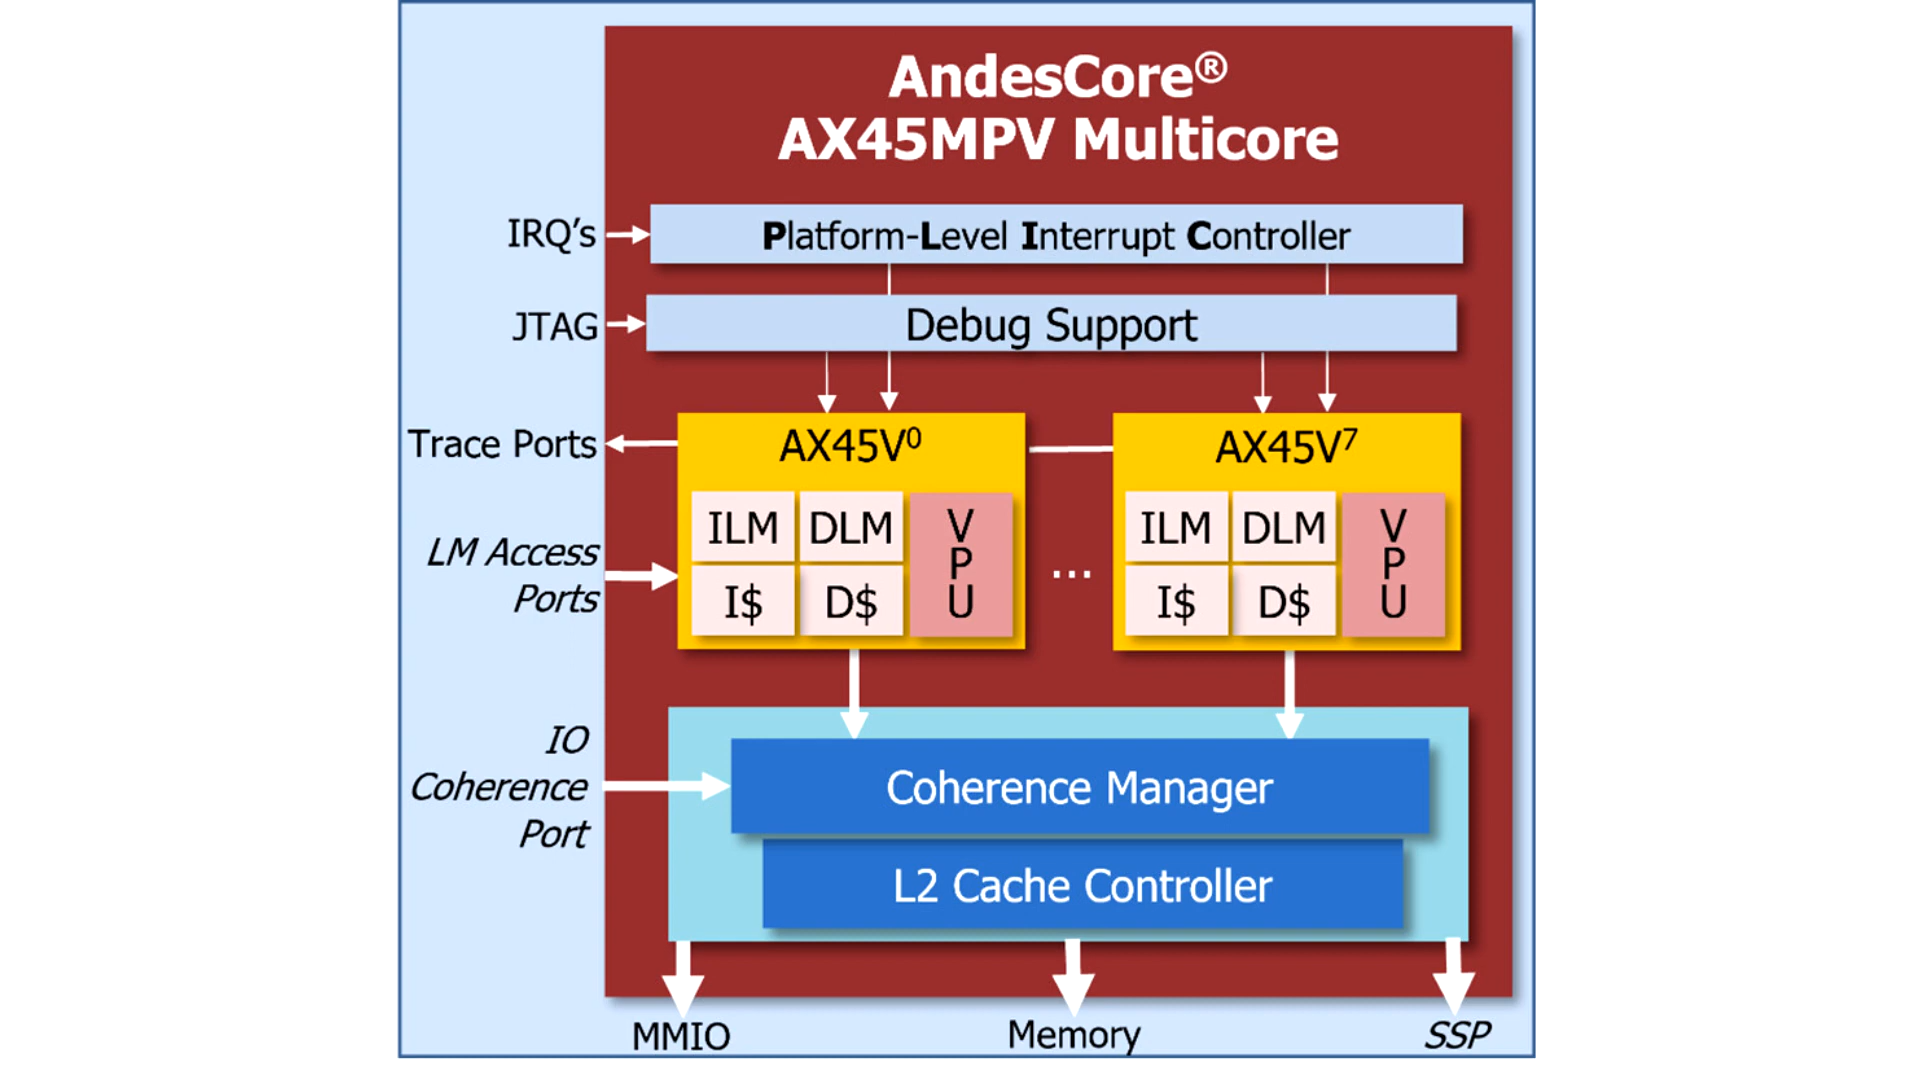 AndesCore®
AX45MPV Multicore
IRQ’s
Platform-Level Interrupt Controller
JTAG
Debug Support
Trace Ports
AX45V⁰
AX45V⁷
LM Access
Ports
ILM DLM
I$ D$
V
P
U
...
ILM DLM
I$ D$
V
P
U
IO
Coherence
Port
Coherence Manager
L2 Cache Controller
MMIO
Memory
SSP